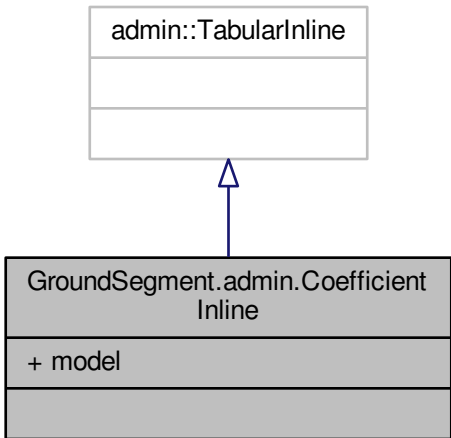 admin::TabularInline
GroundSegment.admin.Coefficient
Inline
+ model